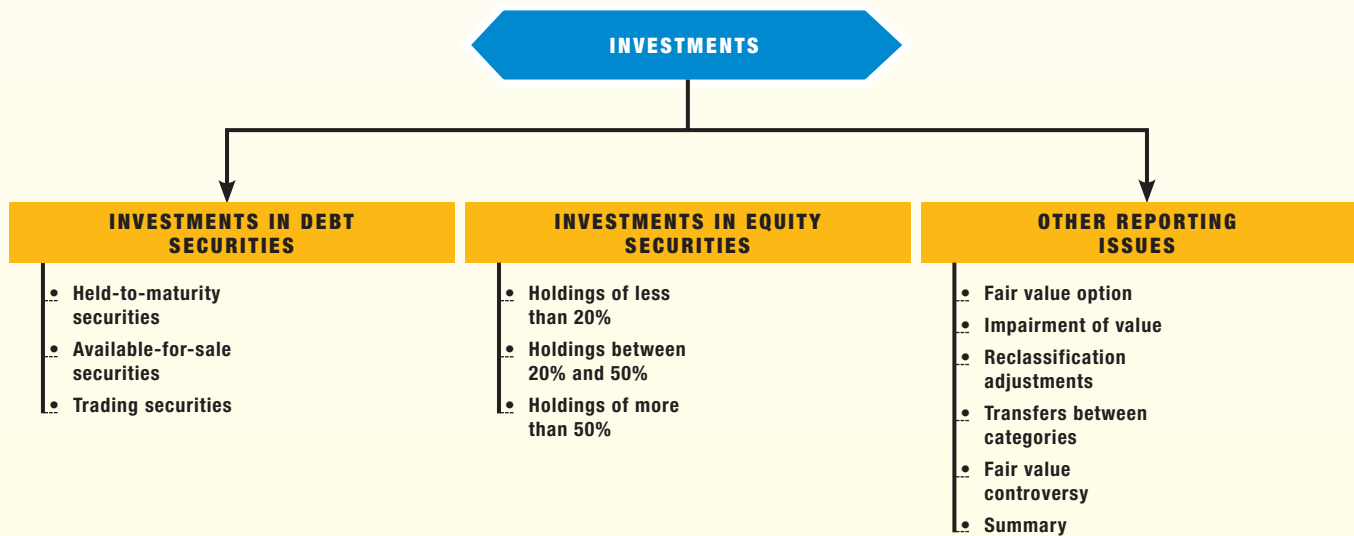 INVESTMENTS
INVESTMENTS IN DEBT
SECURITIES
• Held-to-maturity
securities
• Available-for-sale
securities
• Trading securities
INVESTMENTS IN EQUITY
SECURITIES
• Holdings of less
than 20%
• Holdings between
20% and 50%
• Holdings of more
than 50%
OTHER REPORTING
ISSUES
• Fair value option
• Impairment of value
• Reclassification
adjustments
• Transfers between
categories
• Fair value
controversy
• Summary